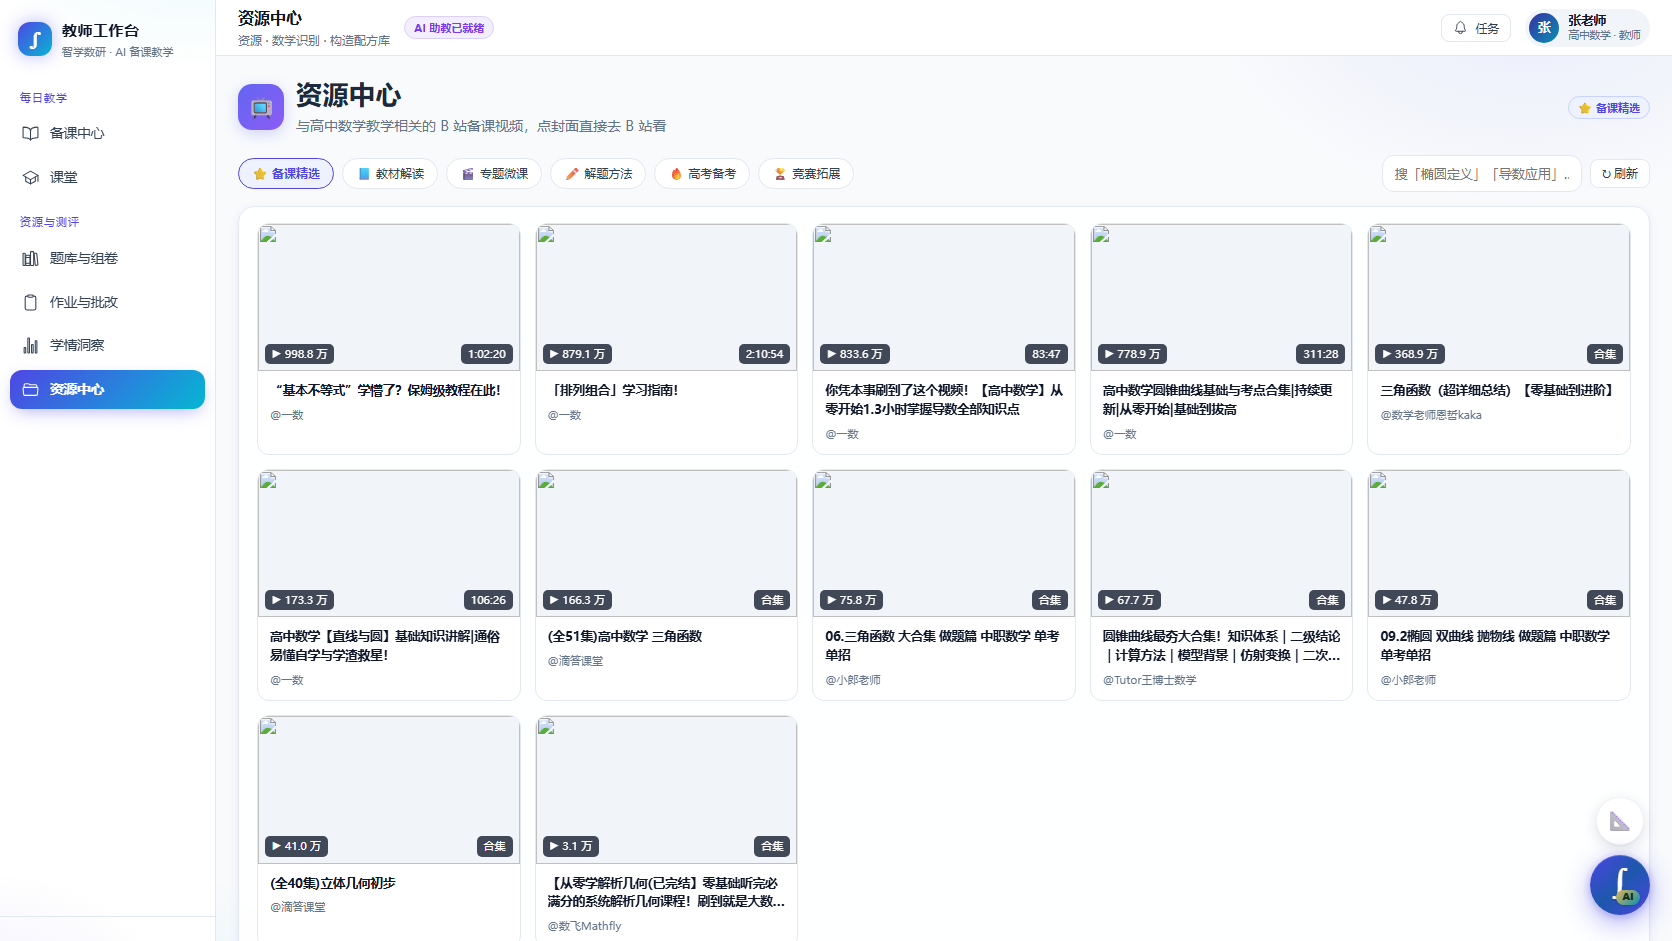 教师工作台
智学数研 · AI 备课教学
每日教学
备课中心
课堂
资源与测评
题库与组卷
作业与批改
学情洞察
资源中心
资源中心
资源 · 数学识别 · 构造配方库
AI 助教已就绪
任务
张
张老师
高中数学 · 教师
资源中心
与高中数学教学相关的 B 站备课视频，点封面直接去 B 站看
备课精选
备课精选
教材解读
专题微课
解题方法
高考备考
竞赛拓展
搜「椭圆定义」「导数应用」..
↻ 刷新
▶ 998.8 万
1:02:20
“基本不等式”学懵了？保姆级教程在此！
@一数
▶ 879.1 万
2:10:54
「排列组合」学习指南！
@一数
▶ 833.6 万
83:47
你凭本事刷到了这个视频！【高中数学】从
零开始1.3小时掌握导数全部知识点
@一数
▶ 778.9 万
311:28
高中数学圆锥曲线基础与考点合集|持续更
新|从零开始|基础到拔高
@一数
▶ 368.9 万
合集
三角函数（超详细总结）【零基础到进阶】
@数学老师恩哲kaka
▶ 173.3 万
106:26
高中数学【直线与圆】基础知识讲解|通俗
易懂自学与学渣救星！
@一数
▶ 166.3 万
合集
(全51集)高中数学 三角函数
@滴答课堂
▶ 75.8 万
合集
06.三角函数 大合集 做题篇 中职数学 单考
单招
@小郎老师
▶ 67.7 万
合集
圆锥曲线最夯大合集！知识体系｜二级结论
｜计算方法｜模型背景｜仿射变换｜二次...
@Tutor王博士数学
▶ 47.8 万
合集
09.2椭圆 双曲线 抛物线 做题篇 中职数学
单考单招
@小郎老师
▶ 41.0 万
合集
(全40集)立体几何初步
@滴答课堂
▶ 3.1 万
合集
【从零学解析几何(已完结】零基础听完必
满分的系统解析几何课程！刷到就是大数...
@数飞Mathfly
∫
AI